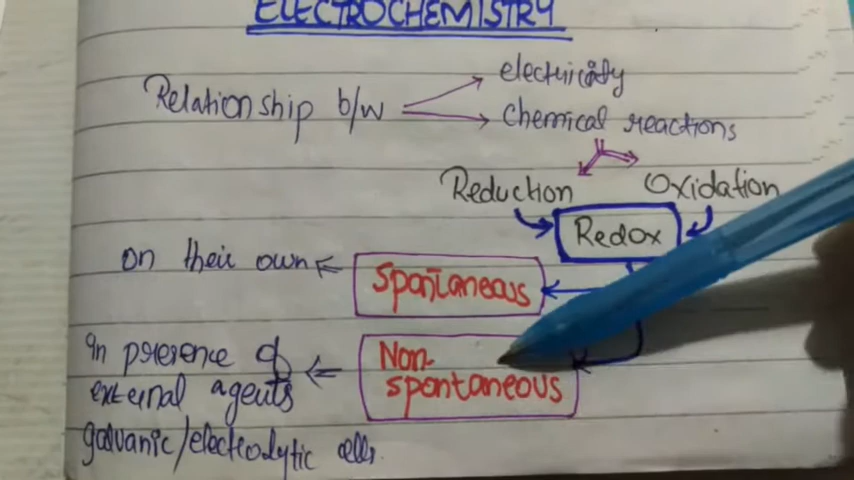 ELECTROCHEMISTRY
Relationship b/w
electricity
chemical reactions
Reduction
Oxidation
Redox
on their own
Spontaneous
In presence of
external agents
galvanic/electrolytic cells
Non-
spontaneous